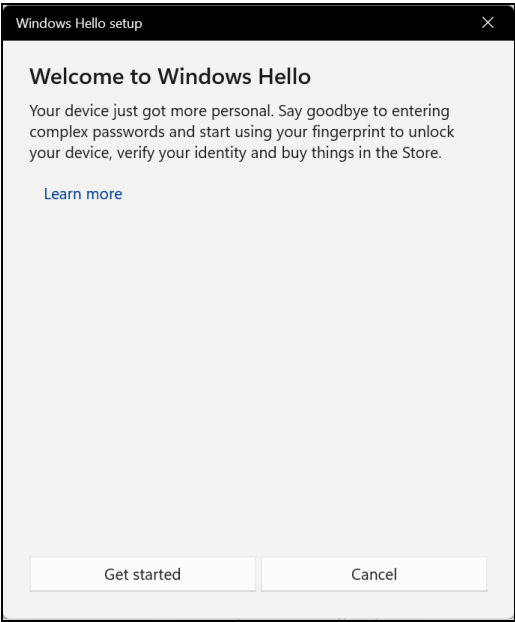 Windows Hello setup
Welcome to Windows Hello
Your device just got more personal. Say goodbye to entering
complex passwords and start using your fingerprint to unlock
your device, verify your identity and buy things in the Store.
Learn more
Get started
Cancel